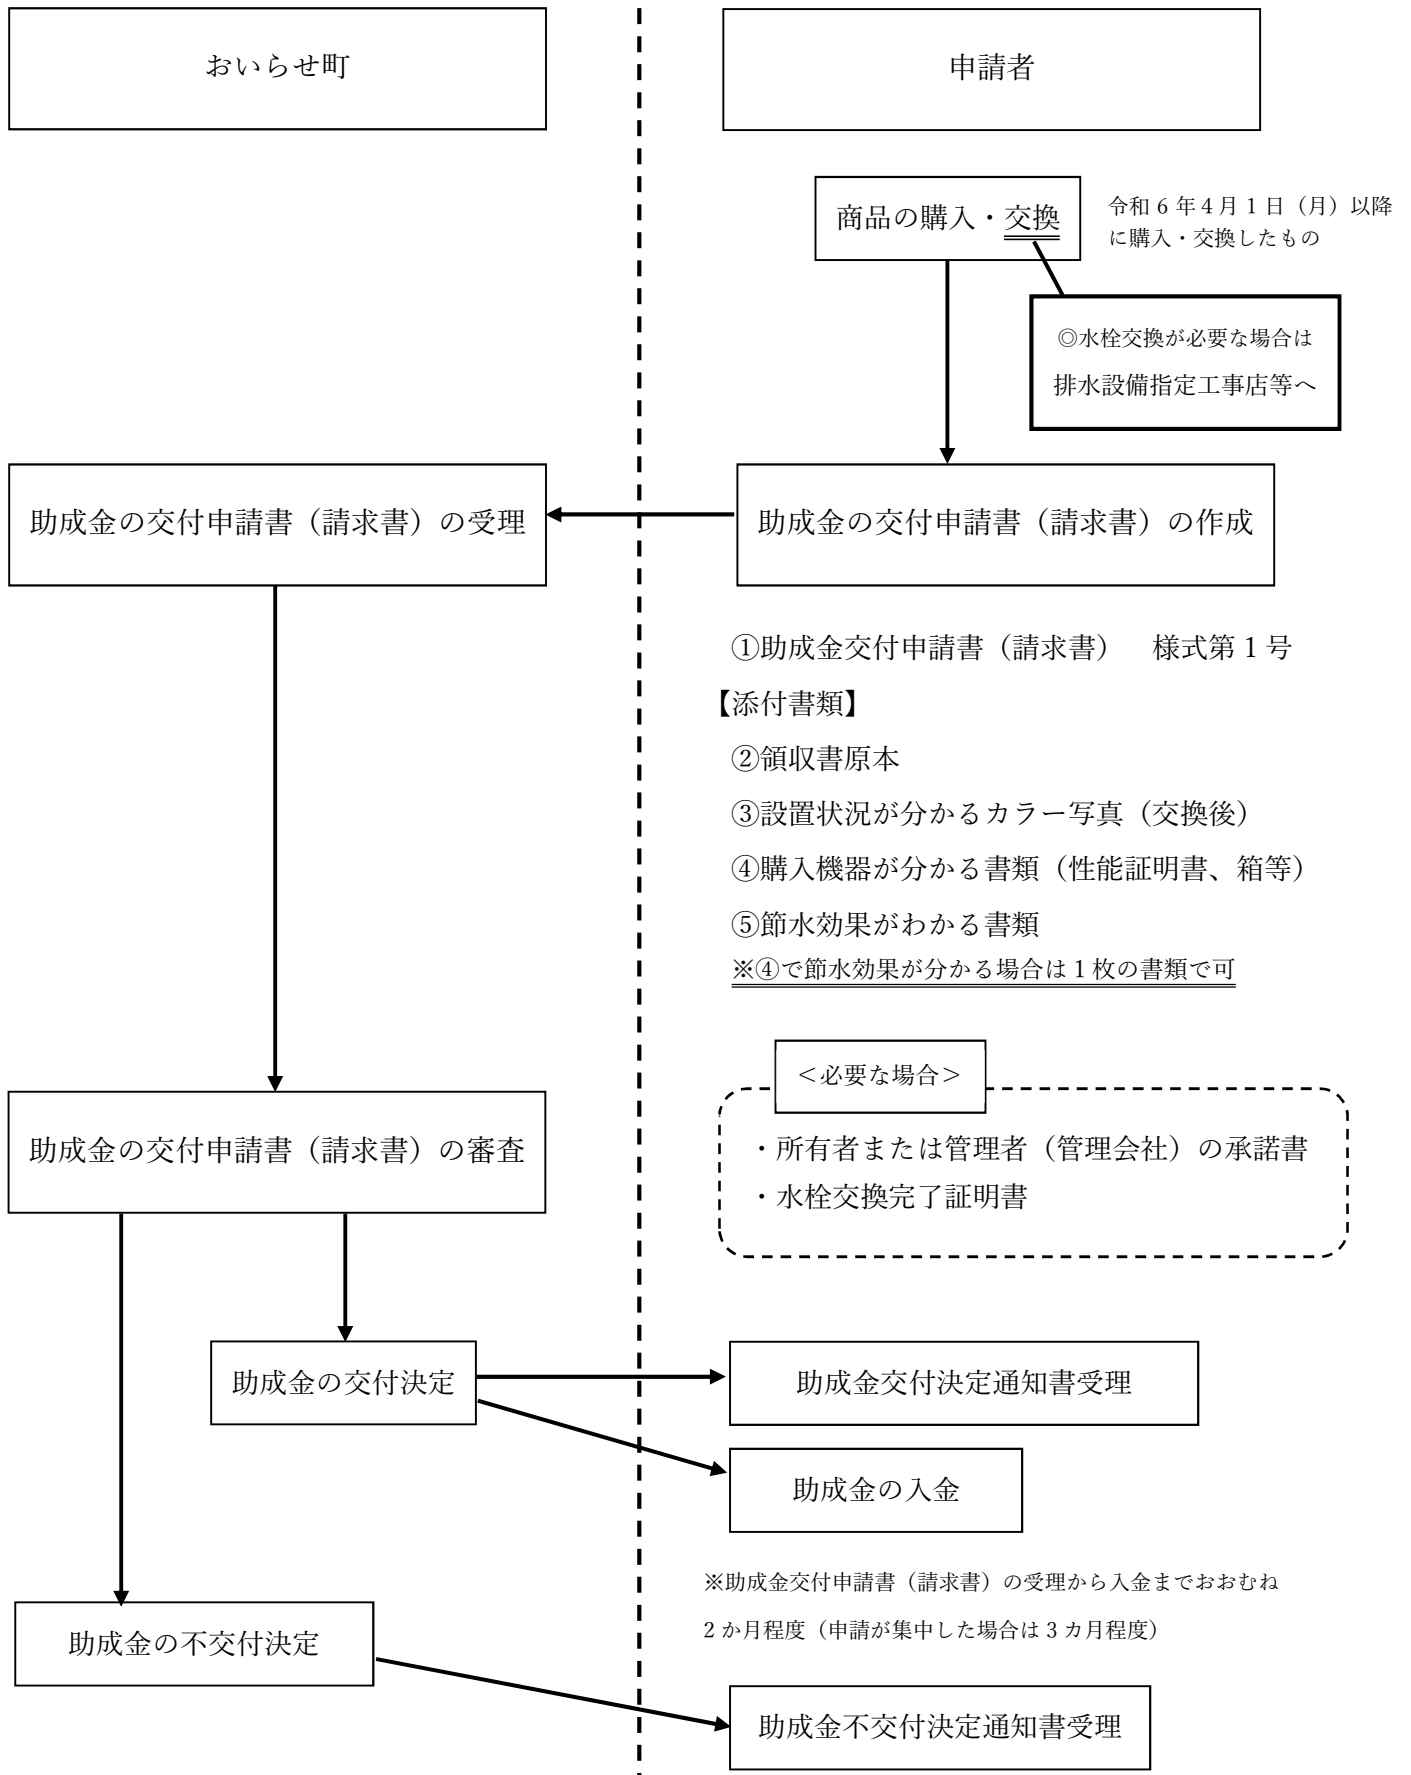 おいらせ町
申請者
商品の購入・交換
令和 6 年 4 月 1 日（月）以降
に購入・交換したもの
◎水栓交換が必要な場合は
排水設備指定工事店等へ
助成金の交付申請書（請求書）の受理
助成金の交付申請書（請求書）の作成
①助成金交付申請書（請求書）　様式第 1 号
【添付書類】
②領収書原本
③設置状況が分かるカラー写真（交換後）
④購入機器が分かる書類（性能証明書、箱等）
⑤節水効果がわかる書類
※④で節水効果が分かる場合は 1 枚の書類で可
＜必要な場合＞
・所有者または管理者（管理会社）の承諾書
・水栓交換完了証明書
助成金の交付申請書（請求書）の審査
助成金の交付決定
助成金交付決定通知書受理
助成金の入金
※助成金交付申請書（請求書）の受理から入金までおおむね
2 か月程度（申請が集中した場合は 3 カ月程度）
助成金の不交付決定
助成金不交付決定通知書受理